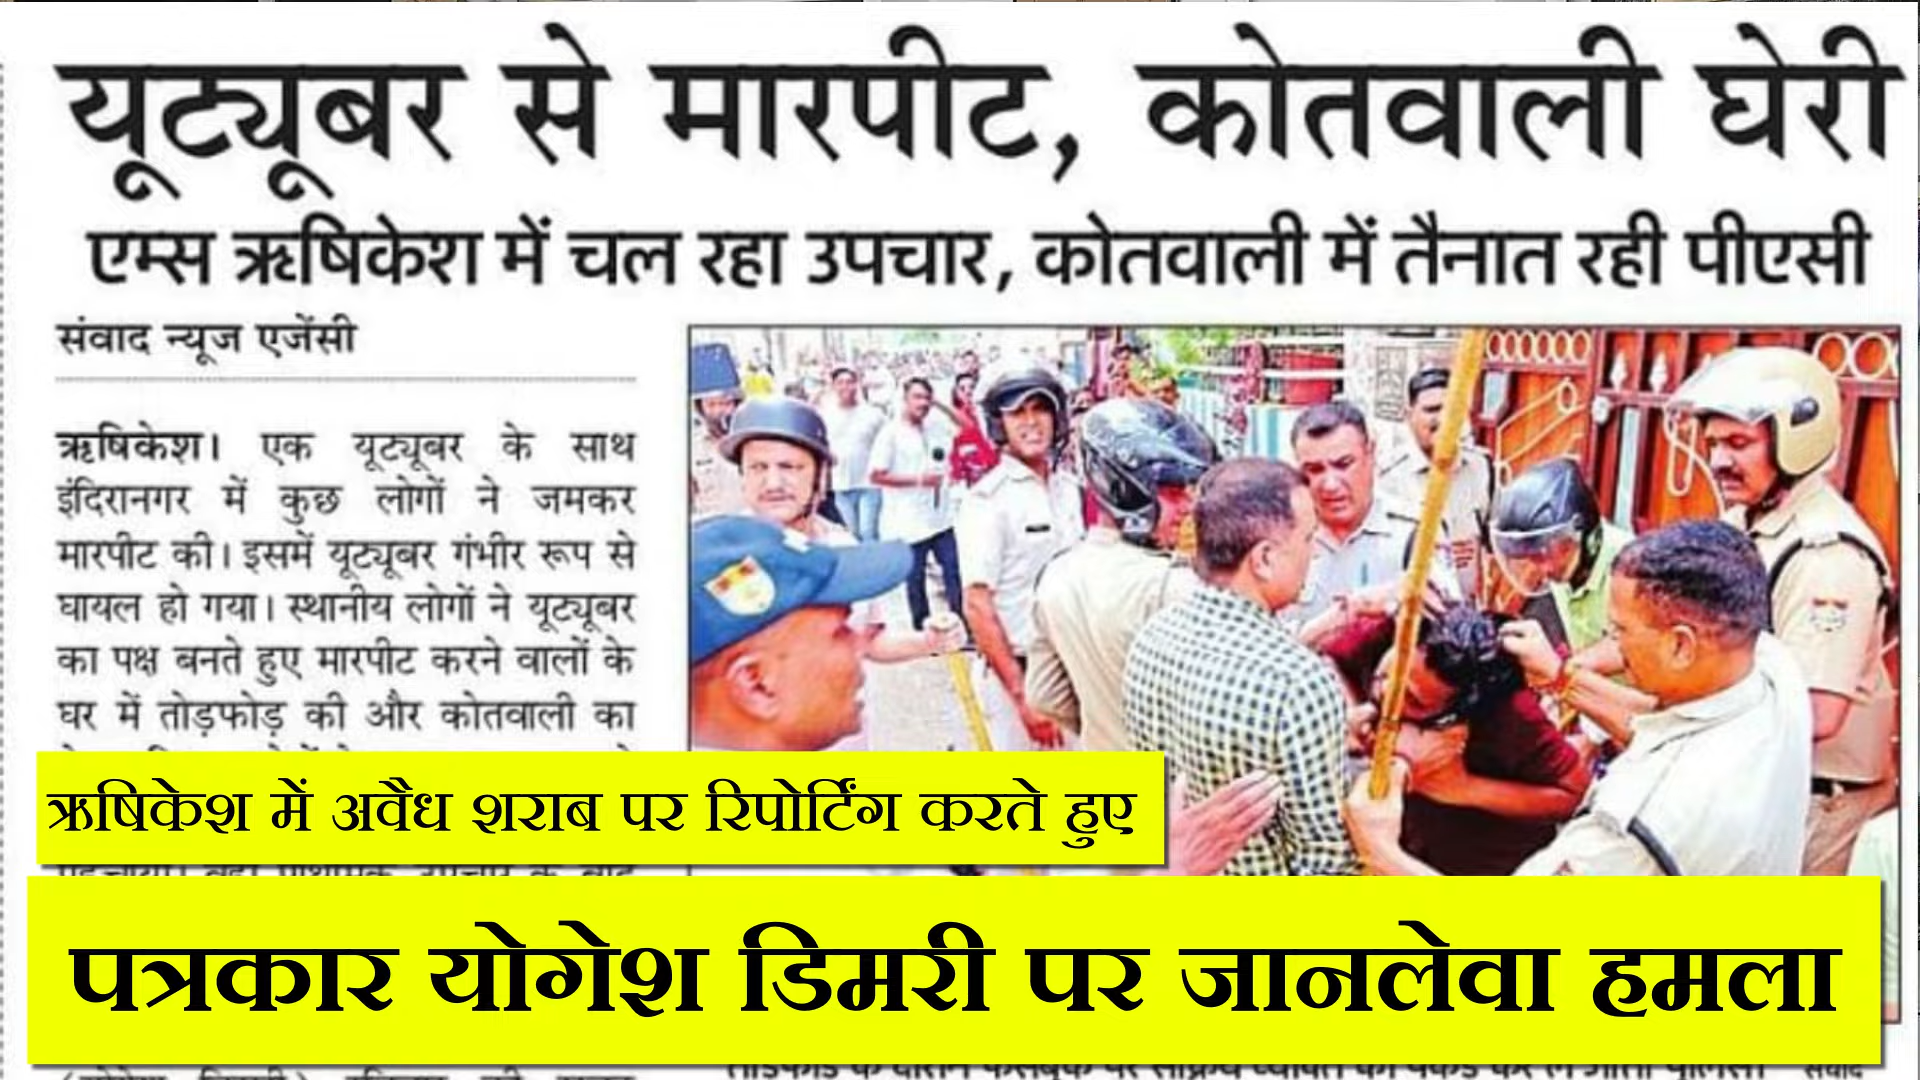 यूट्यूबर से मारपीट, कोतवाली घेरी
एम्स ऋषिकेश में चल रहा उपचार, कोतवाली में तैनात रही पीएसी
संवाद न्यूज एजेंसी
ऋषिकेश। एक यूट्यूबर के साथ
इंदिरानगर में कुछ लोगों ने जमकर
मारपीट की। इसमें यूट्यूबर गंभीर रूप से
घायल हो गया। स्थानीय लोगों ने यूट्यूबर
का पक्ष बनते हुए मारपीट करने वालों के
घर में तोड़फोड़ की और कोतवाली का
ऋषिकेश में अवैध शराब पर रिपोर्टिंग करते हुए
पत्रकार योगेश डिमरी पर जानलेवा हमला